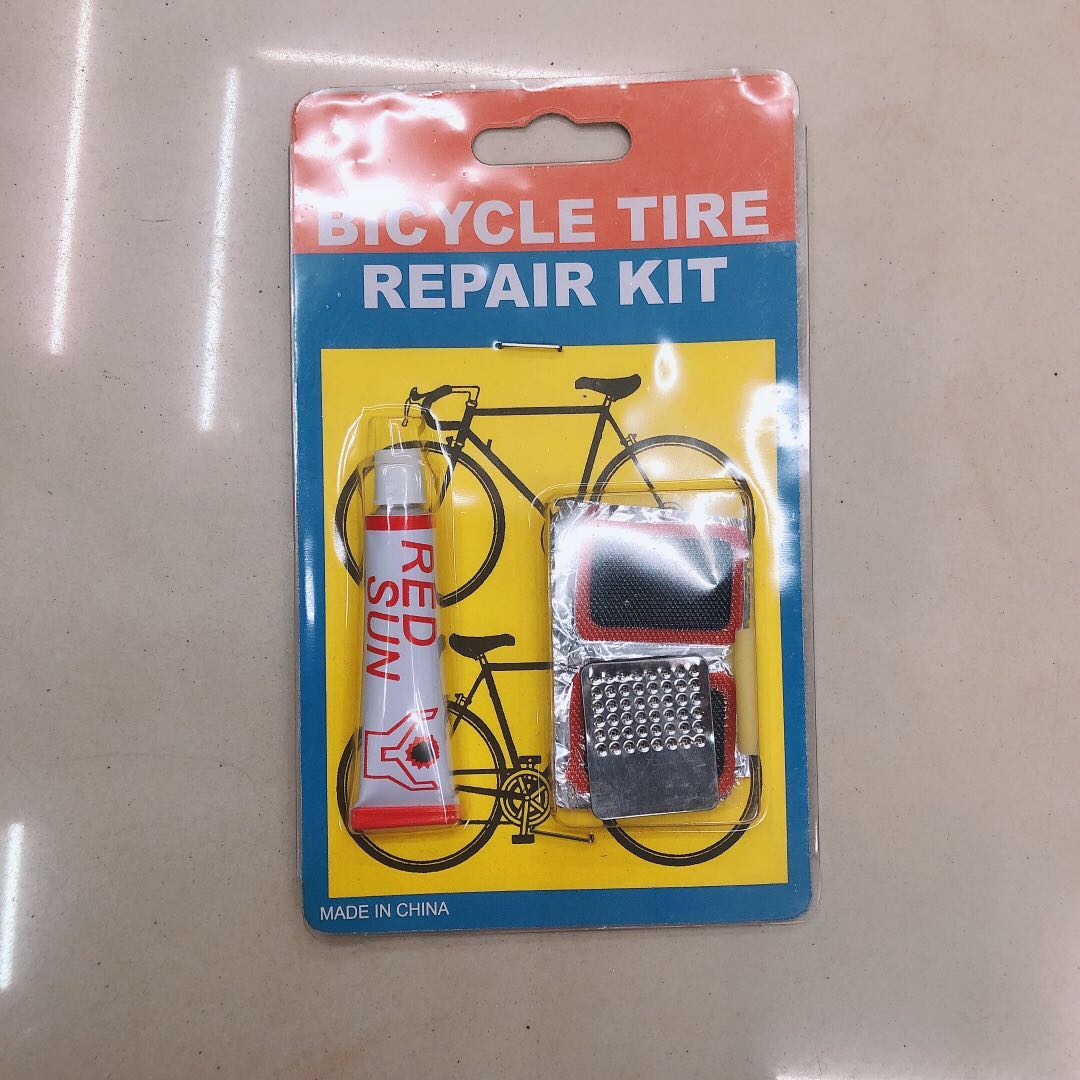 BICYCLE TIRE
REPAIR KIT
RED
SUN
MADE IN CHINA